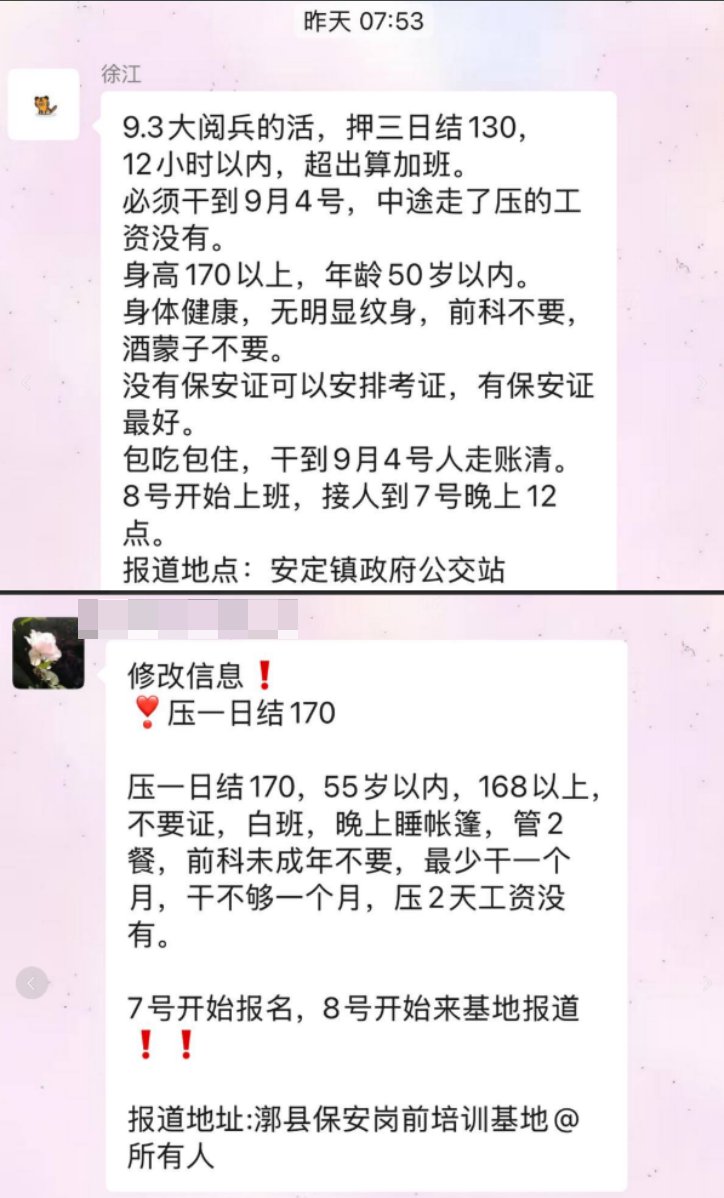 昨天 07:53
徐江
9.3大阅兵的活，押三日结130，
12小时以内，超出算加班。
必须干到9月4号，中途走了压的工
资没有。
身高170以上，年龄50岁以内。
身体健康，无明显纹身，前科不要，
酒蒙子不要。
没有保安证可以安排考证，有保安证
最好。
包吃包住，干到9月4号人走账清。
8号开始上班，接人到7号晚上12
点。
报道地点：安定镇政府公交站
修改信息❗
❣️压一日结170
压一日结170，55岁以内，168以上，
不要证，白班，晚上睡帐篷，管2
餐，前科未成年不要，最少干一个
月，干不够一个月，压2天工资没
有。
7号开始报名，8号开始来基地报道
❗❗
报道地址:漷县保安岗前培训基地@
所有人